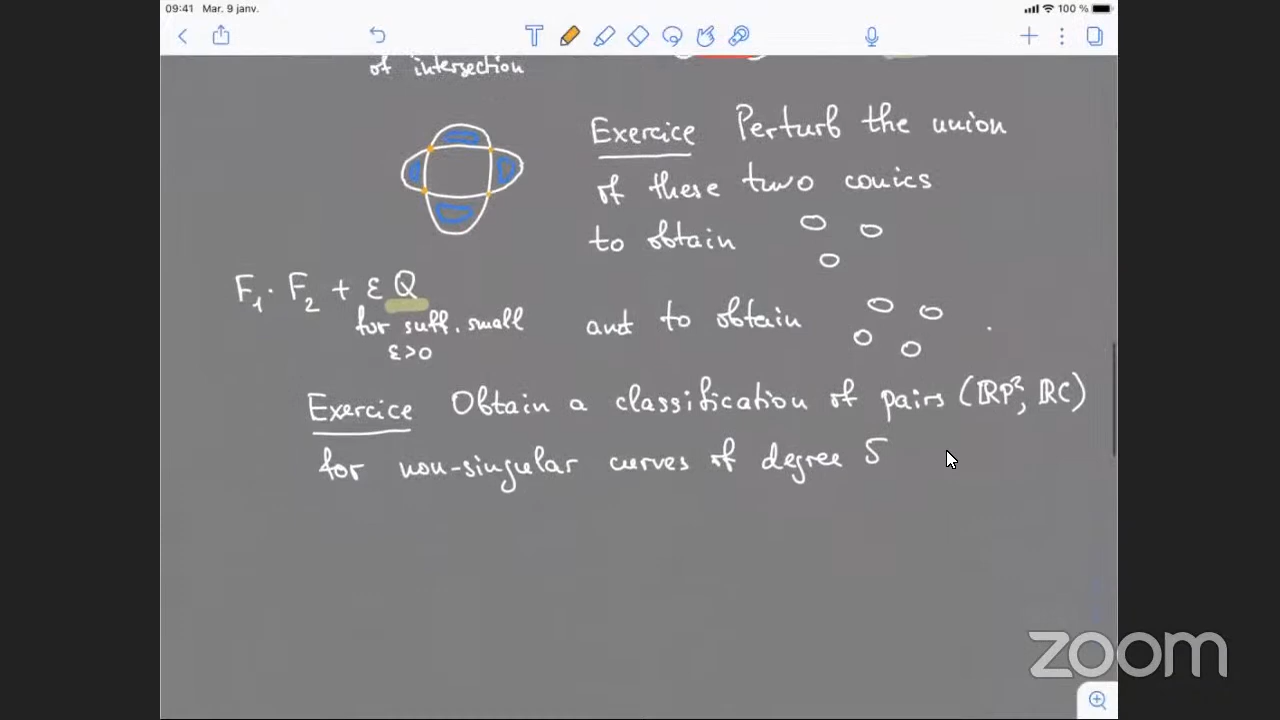 09:41 Mar. 9 janv.
100 %
T
of intersection
Exercice Perturb the union
of these two conics
to obtain
F₁ · F₂ + ε Q
for suff. small
ε>0
and to obtain .
Exercice Obtain a classification of pairs (ℝP², ℝC)
for non-singular curves of degree 5
zoom